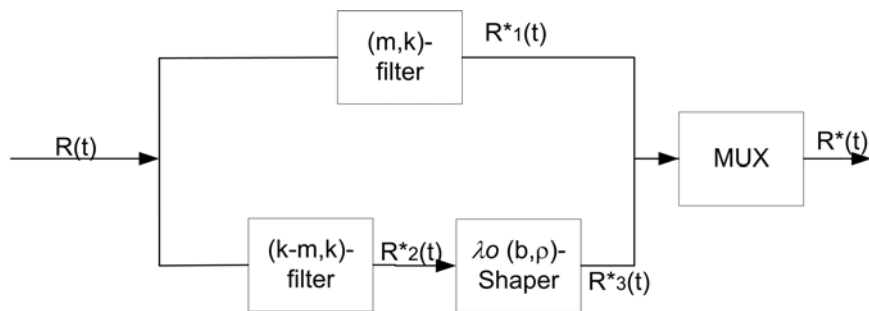 (m,k)-
filter
R*1(t)
R(t)
MUX
R*(t)
(k-m,k)-
filter
R*2(t)
λo (b,ρ)-
Shaper
R*3(t)